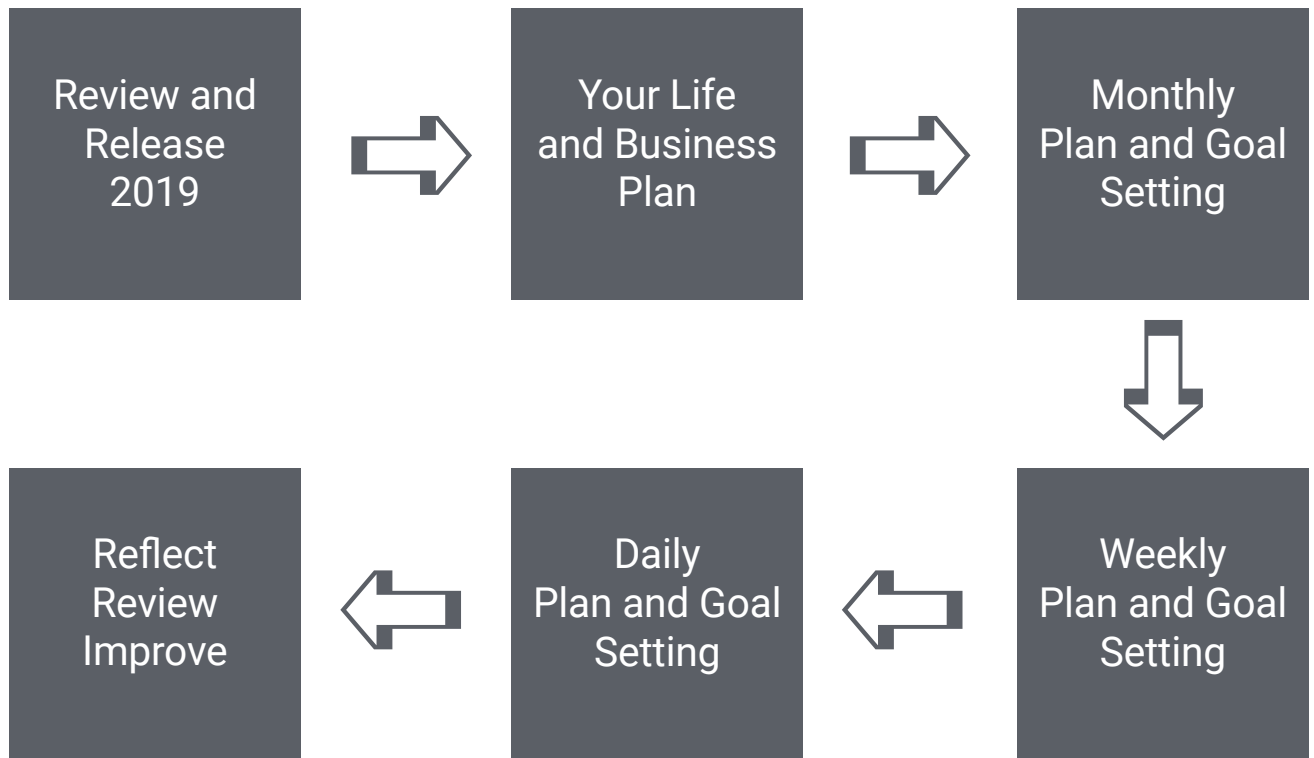 Review and
Release
2019
Your Life
and Business
Plan
Monthly
Plan and Goal
Setting
Weekly
Plan and Goal
Setting
Daily
Plan and Goal
Setting
Reflect
Review
Improve